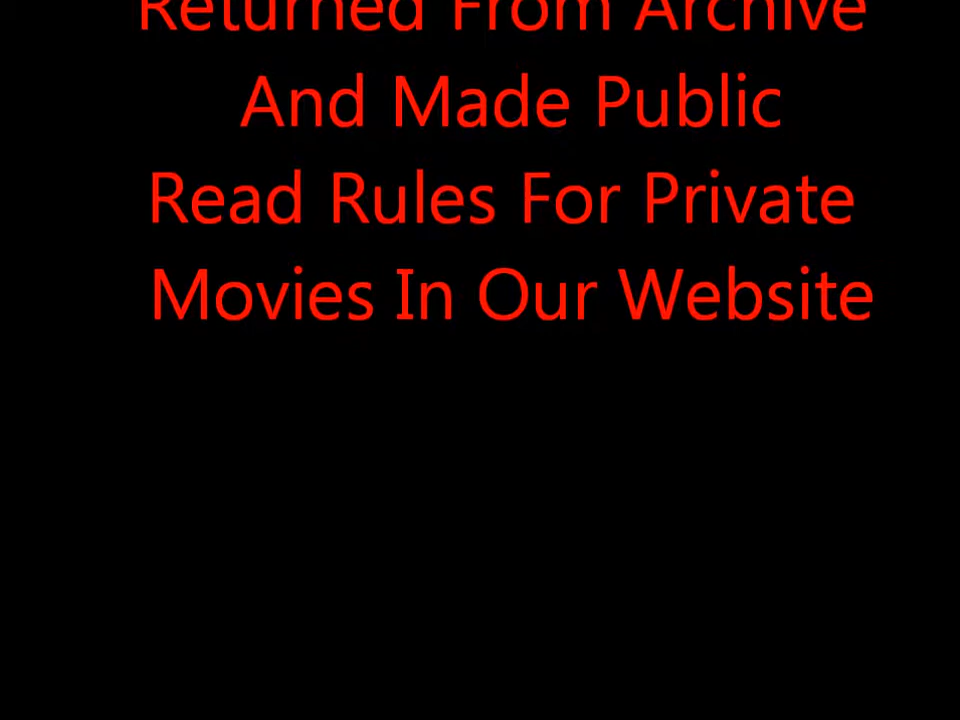 Returned From Archive
And Made Public
Read Rules For Private
Movies In Our Website